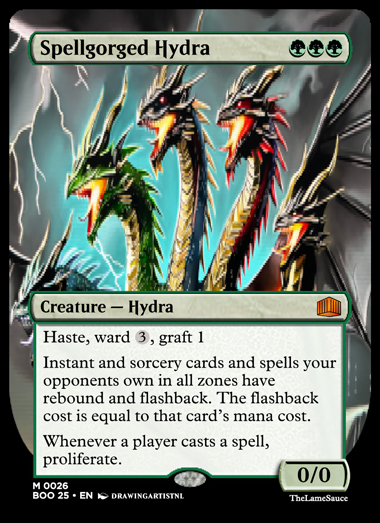 Spellgorged Hydra
Haste, ward 3, graft 1
Creature — Hydra
Instant and sorcery cards and spells your
opponents own in all zones have
rebound and flashback. The flashback
cost is equal to that card's mana cost.
Whenever a player casts a spell,
proliferate.
0/0
M 0026
BOO 25 • EN DRAWINGARTISTNL
TheLameSauce